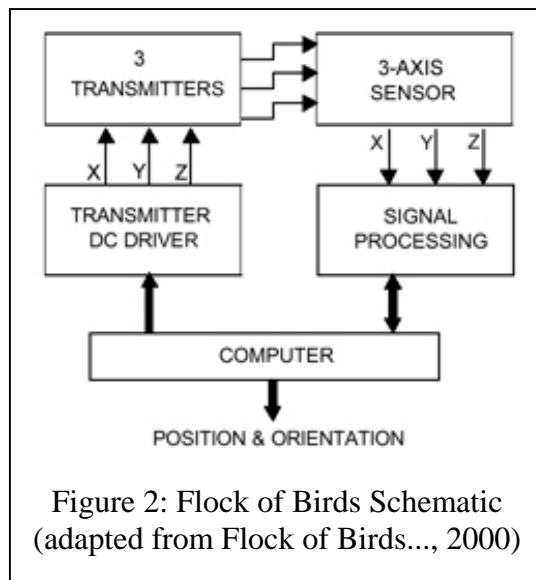 3
TRANSMITTERS
3-AXIS
SENSOR
X Y Z
X Y Z
TRANSMITTER
DC DRIVER
SIGNAL
PROCESSING
COMPUTER
POSITION & ORIENTATION
Figure 2: Flock of Birds Schematic
(adapted from Flock of Birds..., 2000)